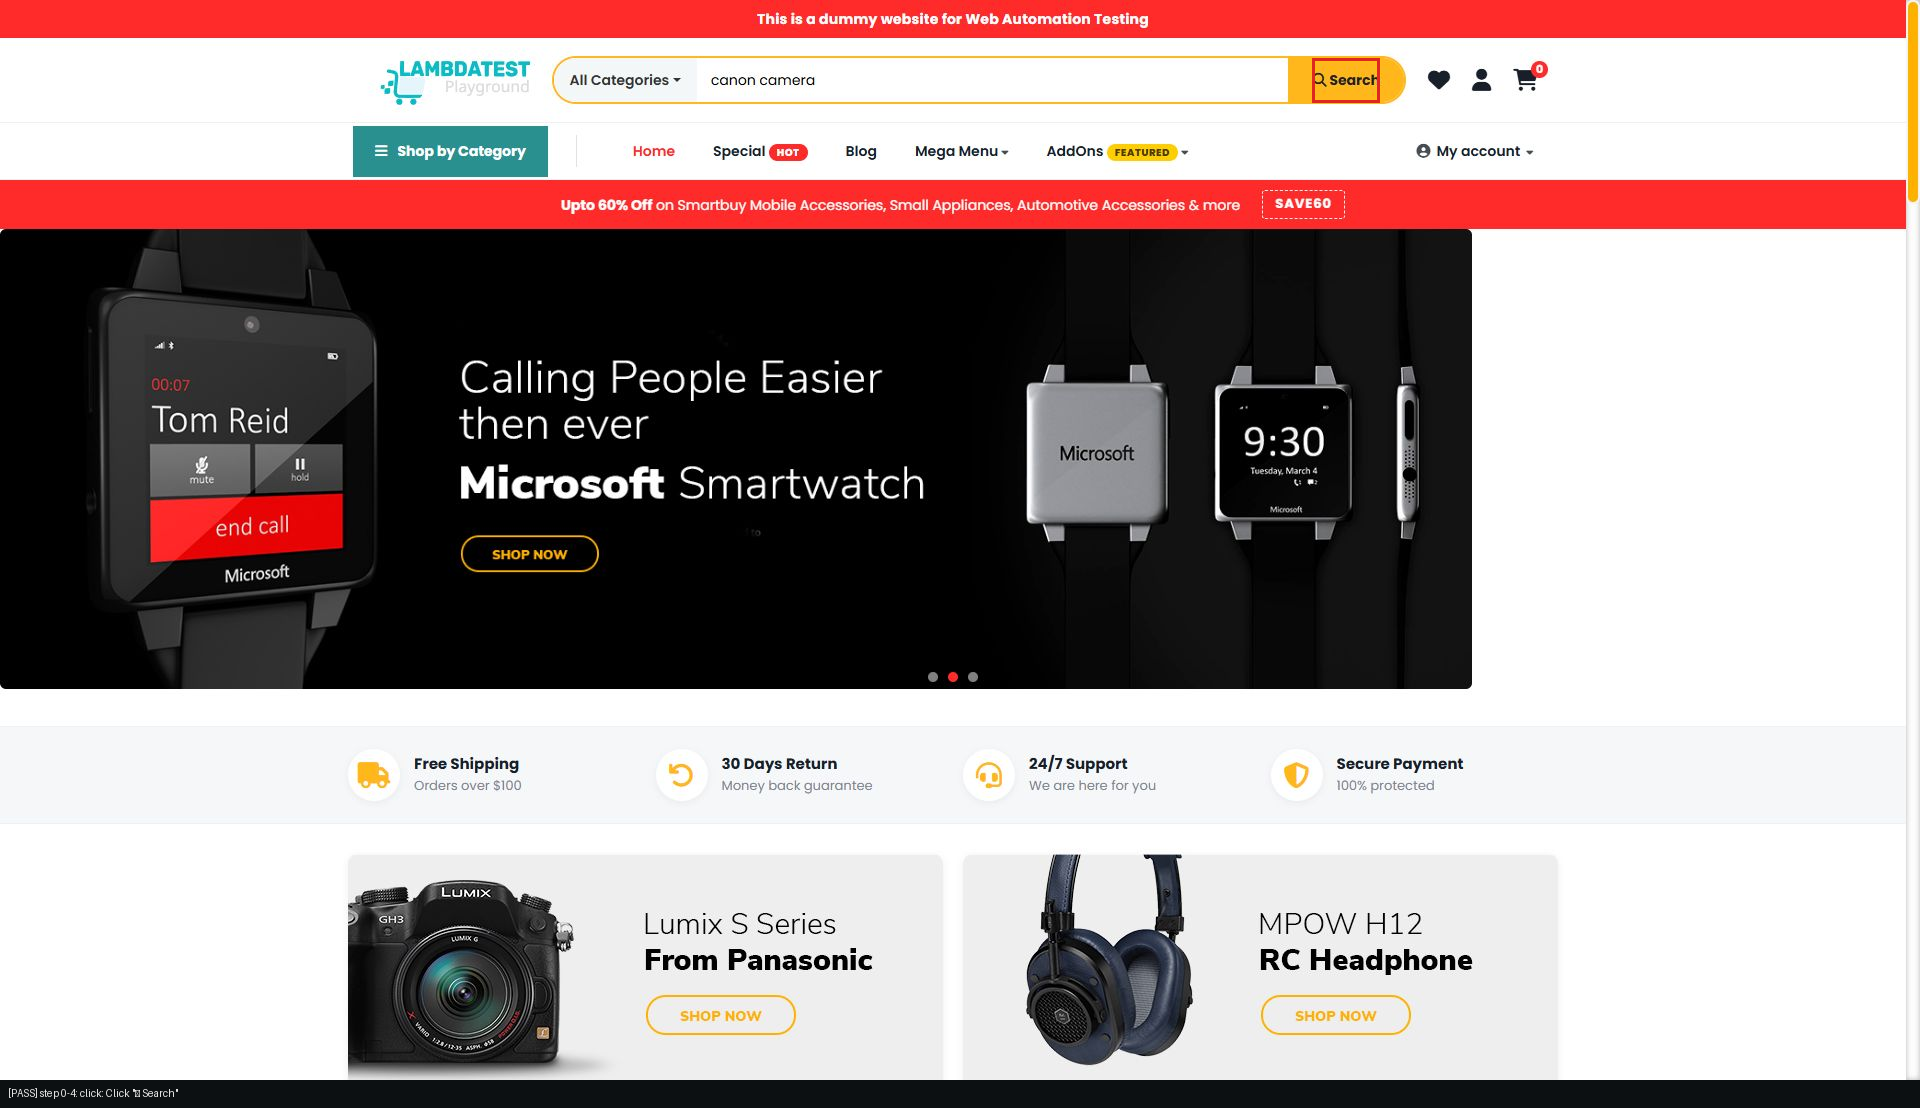 This is a dummy website for Web Automation Testing
LAMBDATEST
Playground
All Categories
canon camera
Search
0
Shop by Category
Home
Special HOT
Blog
Mega Menu
AddOns FEATURED
My account
Upto 60% Off on Smartbuy Mobile Accessories, Small Appliances, Automotive Accessories & more
SAVE60
00:07
Tom Reid
mute
hold
end call
Microsoft
Calling People Easier
then ever
Microsoft Smartwatch
SHOP NOW
Microsoft
9:30
Tuesday, March 4
Microsoft
Free Shipping
Orders over $100
30 Days Return
Money back guarantee
24/7 Support
We are here for you
Secure Payment
100% protected
LUMIX
GH3
LUMIX G
Lumix S Series
From Panasonic
SHOP NOW
MPOW H12
RC Headphone
SHOP NOW
[PASS] step 0-4: click: Click " Search"